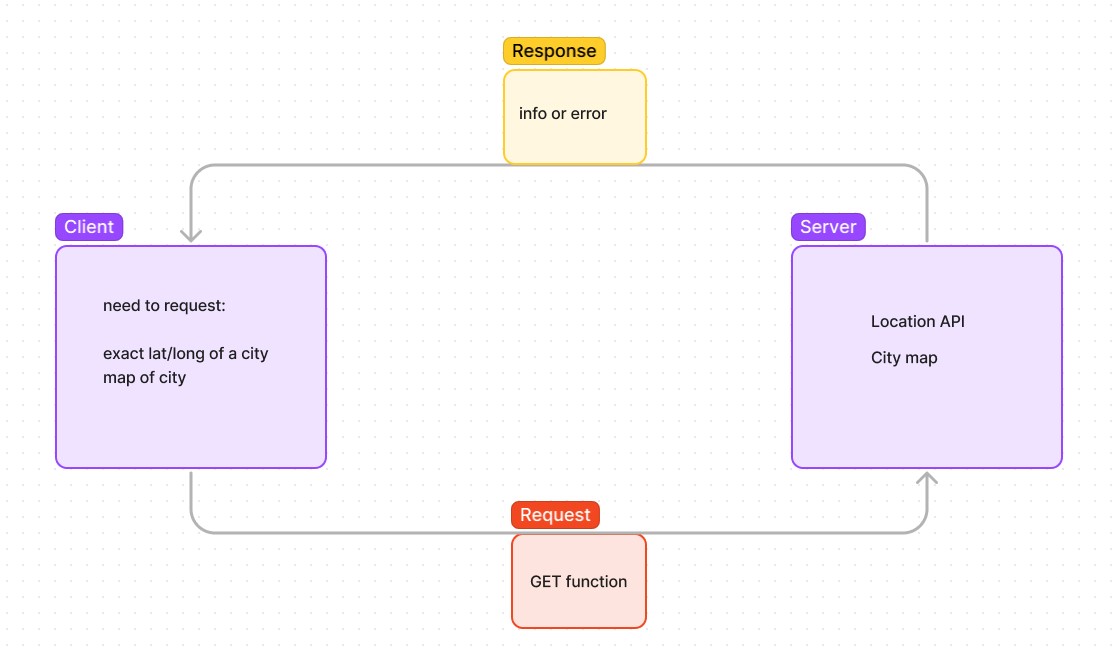 Response
info or error
Client
need to request:
exact lat/long of a city
map of city
Server
Location API
City map
Request
GET function